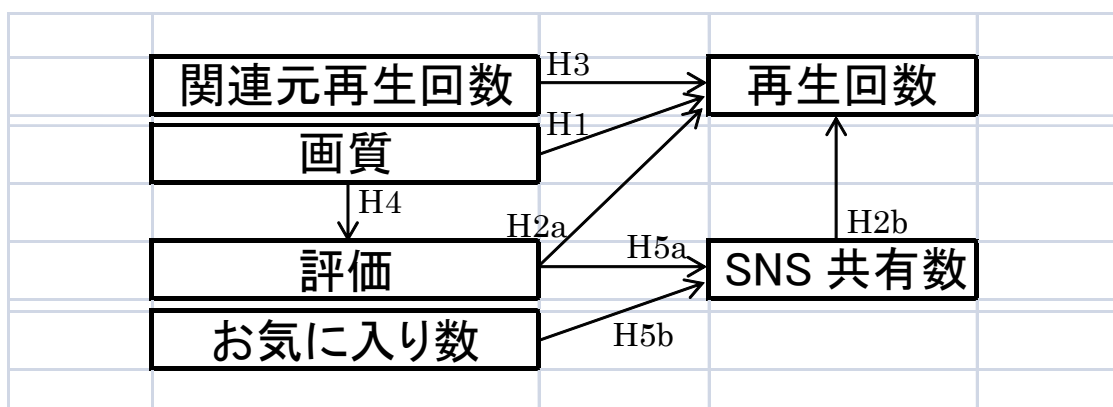 関連元再生回数
H3
再生回数
H1
画質
H4
H2a
H2b
評価
H5a
SNS 共有数
お気に入り数
H5b